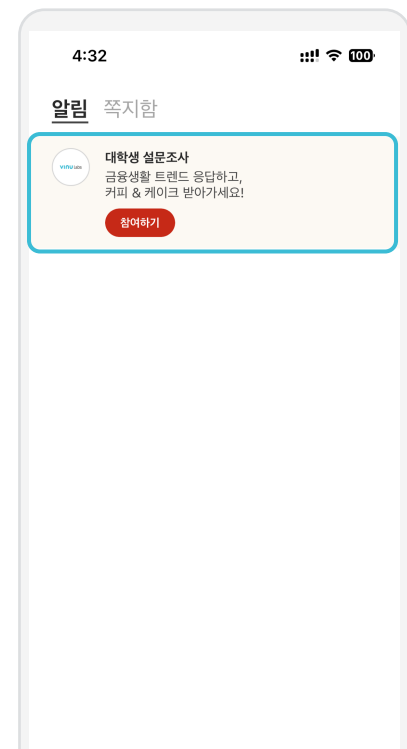 4:32
100
알림 쪽지함
대학생 설문조사
금융생활 트렌드 응답하고,
커피 & 케이크 받아가세요!
참여하기